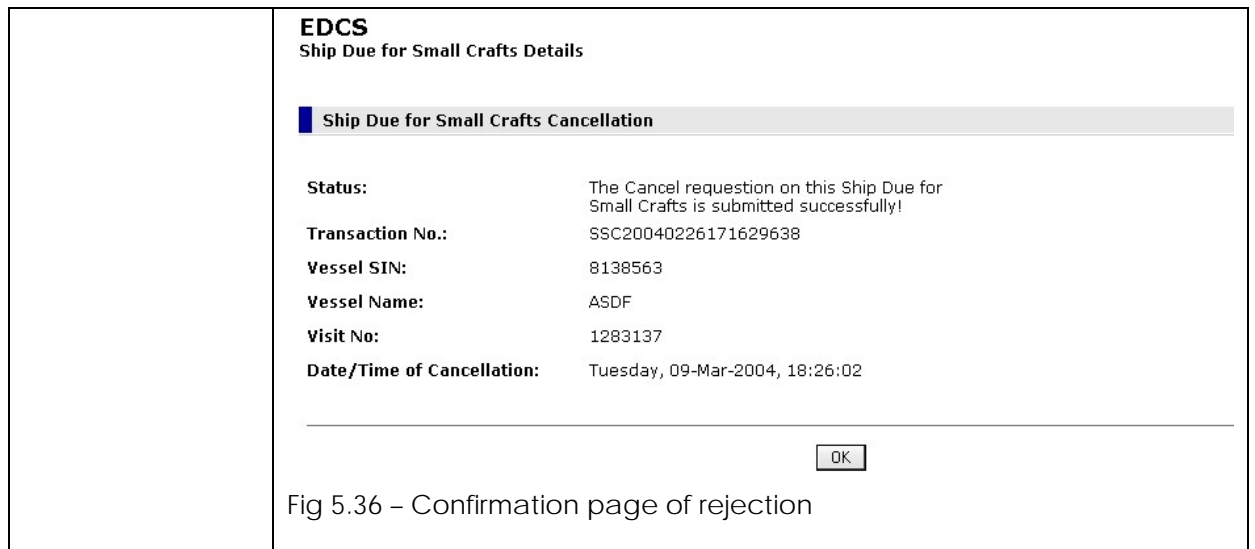 EDCS
Ship Due for Small Crafts Details
Ship Due for Small Crafts Cancellation
Status: The Cancel requestion on this Ship Due for
Small Crafts is submitted successfully!
Transaction No.: SSC20040226171629638
Vessel SIN: 8138563
Vessel Name: ASDF
Visit No: 1283137
Date/Time of Cancellation: Tuesday, 09-Mar-2004, 18:26:02
OK
Fig 5.36 – Confirmation page of rejection